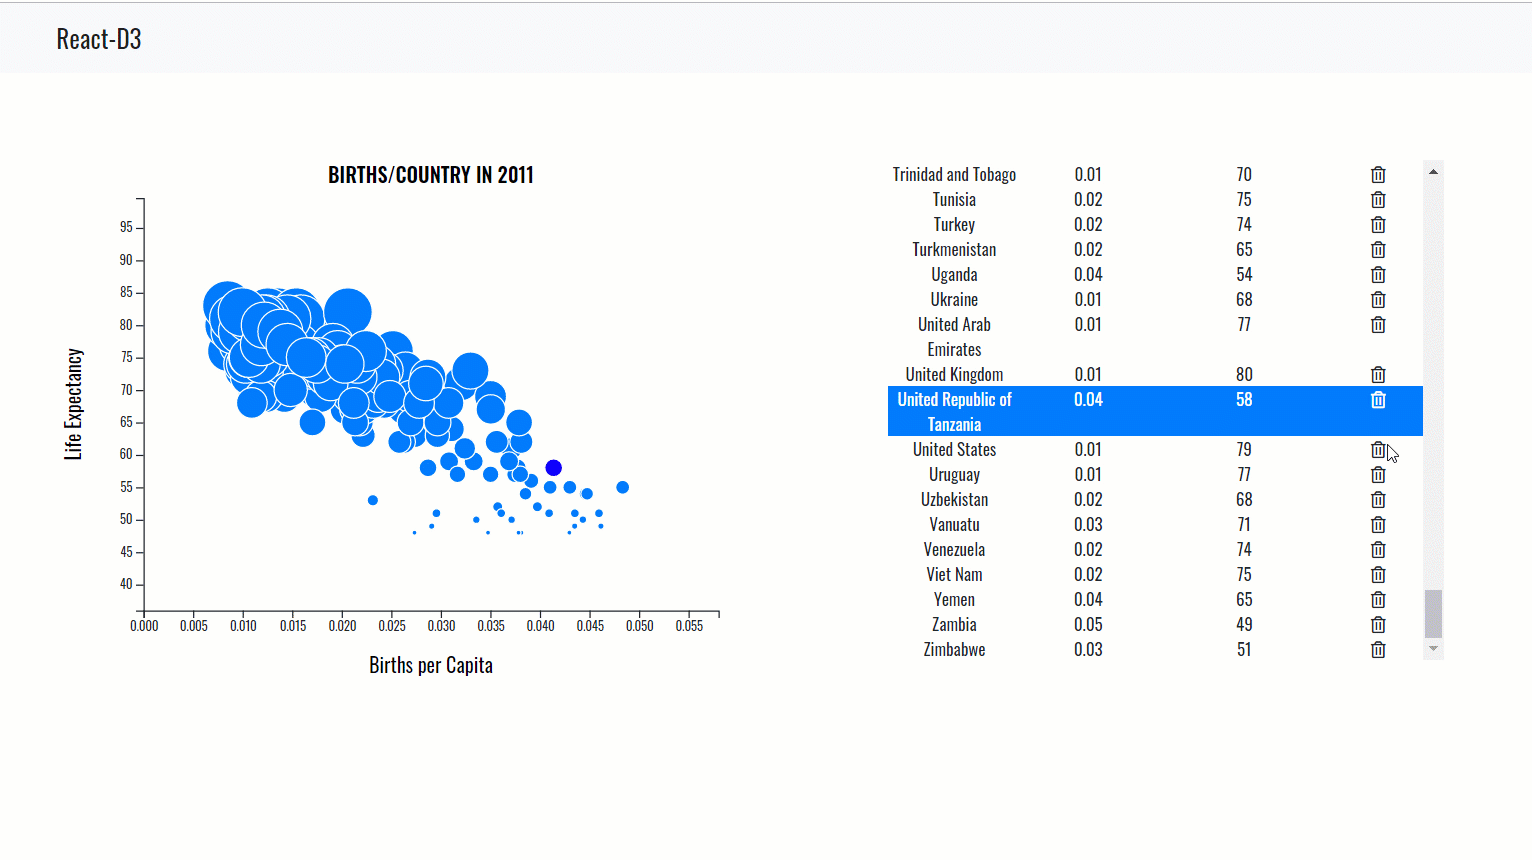 React-D3
BIRTHS/COUNTRY IN 2011
95
90
85
80
75
70
65
60
55
50
45
40
Life Expectancy
0.000 0.005 0.010 0.015 0.020 0.025 0.030 0.035 0.040 0.045 0.050 0.055
Births per Capita
Trinidad and Tobago 0.01 70
Tunisia 0.02 75
Turkey 0.02 74
Turkmenistan 0.02 65
Uganda 0.04 54
Ukraine 0.01 68
United Arab 0.01 77
Emirates
United Kingdom 0.01 80
United Republic of 0.04 58
Tanzania
United States 0.01 79
Uruguay 0.01 77
Uzbekistan 0.02 68
Vanuatu 0.03 71
Venezuela 0.02 74
Viet Nam 0.02 75
Yemen 0.04 65
Zambia 0.05 49
Zimbabwe 0.03 51